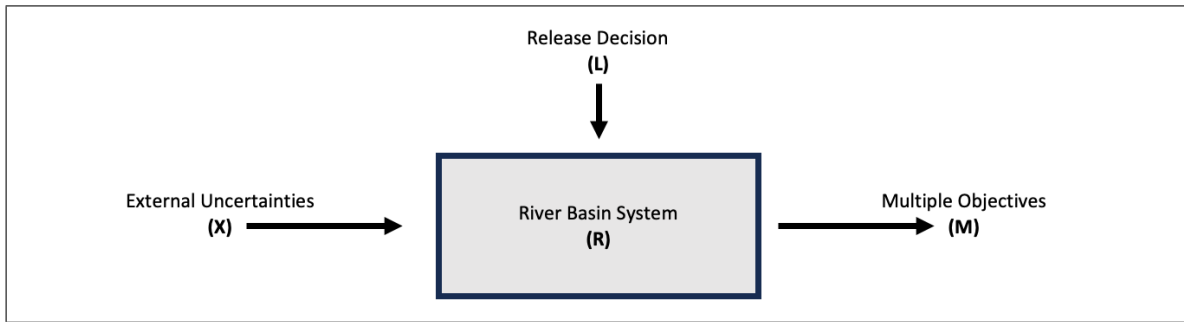 Release Decision
(L)
External Uncertainties
(X)
River Basin System
(R)
Multiple Objectives
(M)